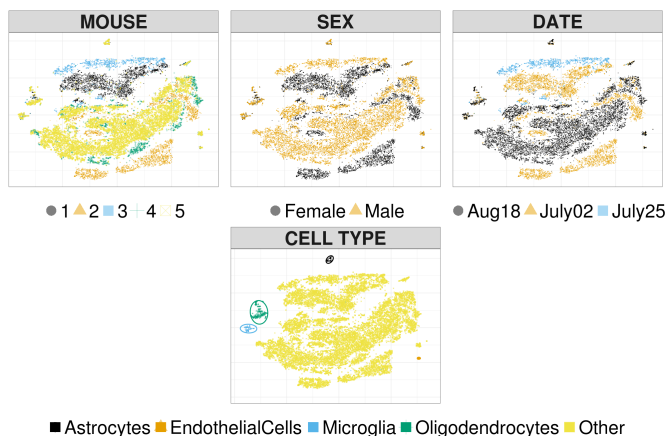 MOUSE SEX DATE
1 2 3 4 5 Female Male Aug18 July02 July25
CELL TYPE
Astrocytes EndothelialCells Microglia Oligodendrocytes Other